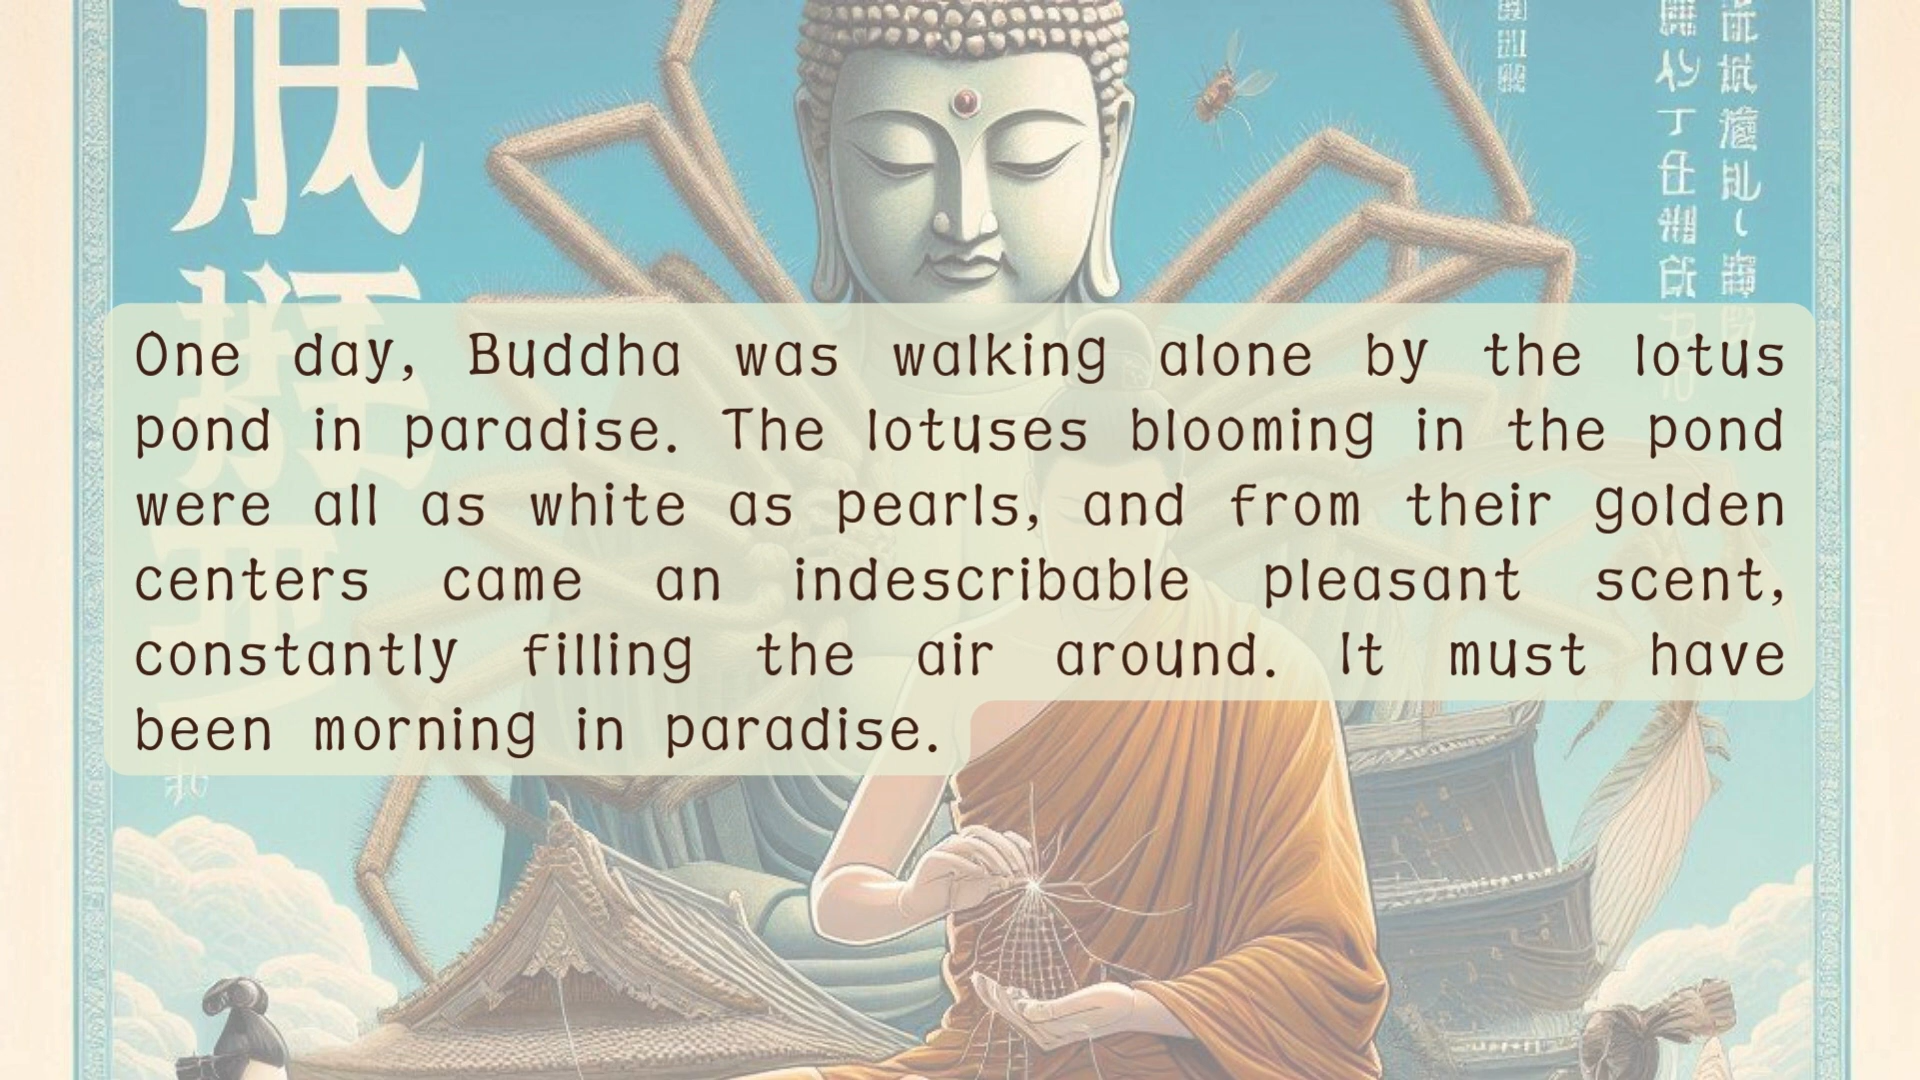 One day, Buddha was walking alone by the lotus
pond in paradise. The lotuses blooming in the pond
were all as white as pearls, and from their golden
centers came an indescribable pleasant scent,
constantly filling the air around. It must have
been morning in paradise.